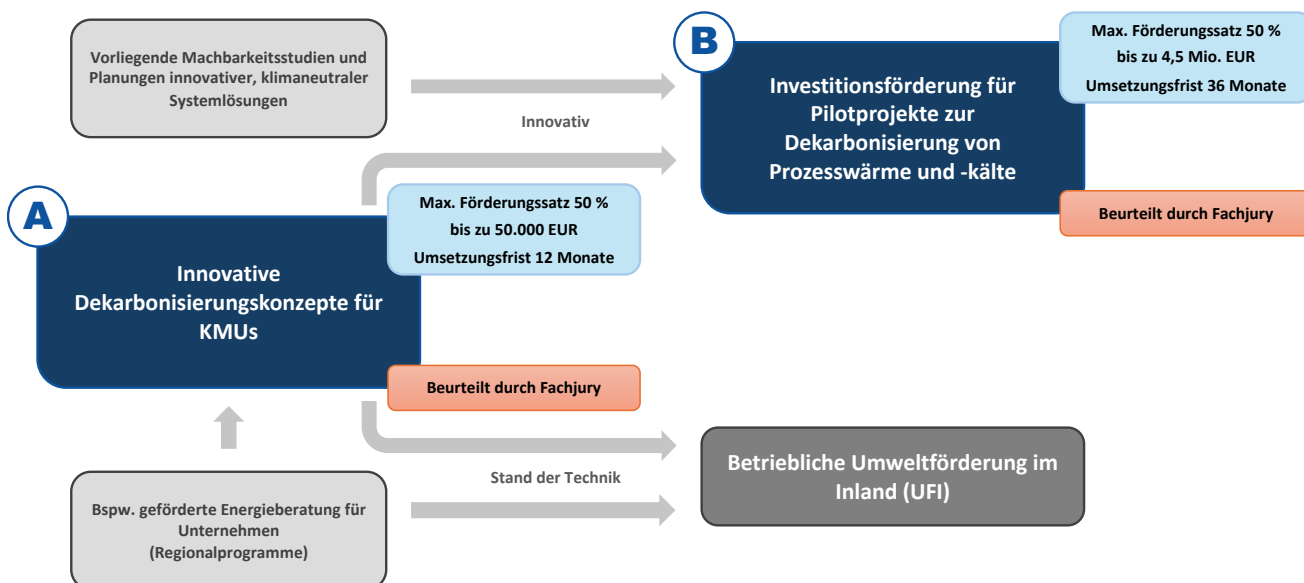 Vorliegende Machbarkeitsstudien und
Planungen innovativer, klimaneutraler
Systemlösungen
Innovativ
B
Investitionsförderung für
Pilotprojekte zur
Dekarbonisierung von
Prozesswärme und -kälte
Max. Förderungssatz 50 %
bis zu 4,5 Mio. EUR
Umsetzungsfrist 36 Monate
Beurteilt durch Fachjury
A
Innovative
Dekarbonisierungskonzepte für
KMUs
Max. Förderungssatz 50 %
bis zu 50.000 EUR
Umsetzungsfrist 12 Monate
Beurteilt durch Fachjury
Bspw. geförderte Energieberatung für
Unternehmen
(Regionalprogramme)
Stand der Technik
Betriebliche Umweltförderung im
Inland (UFI)